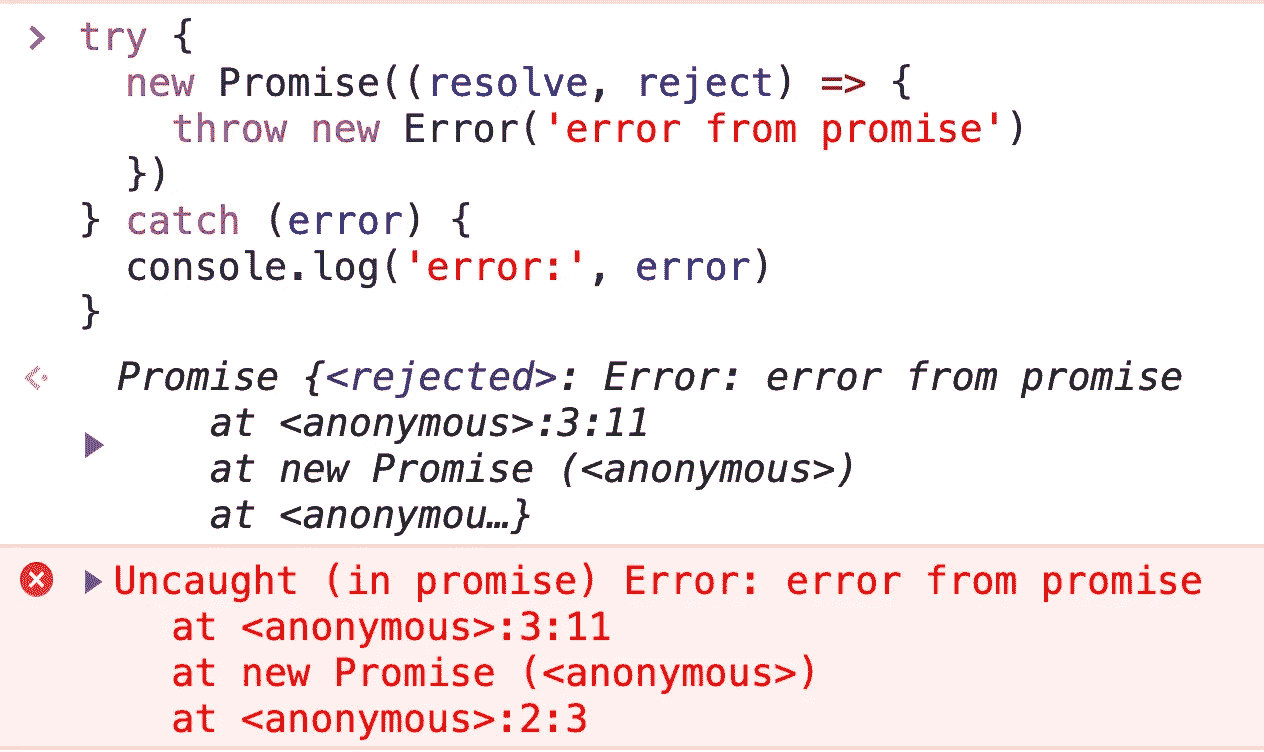 try {
new Promise((resolve, reject) => {
throw new Error('error from promise')
})
} catch (error) {
console.log('error:', error)
}
Promise {<rejected>: Error: error from promise
at <anonymous>:3:11
at new Promise (<anonymous>)
at <anonymou…}
Uncaught (in promise) Error: error from promise
at <anonymous>:3:11
at new Promise (<anonymous>)
at <anonymous>:2:3